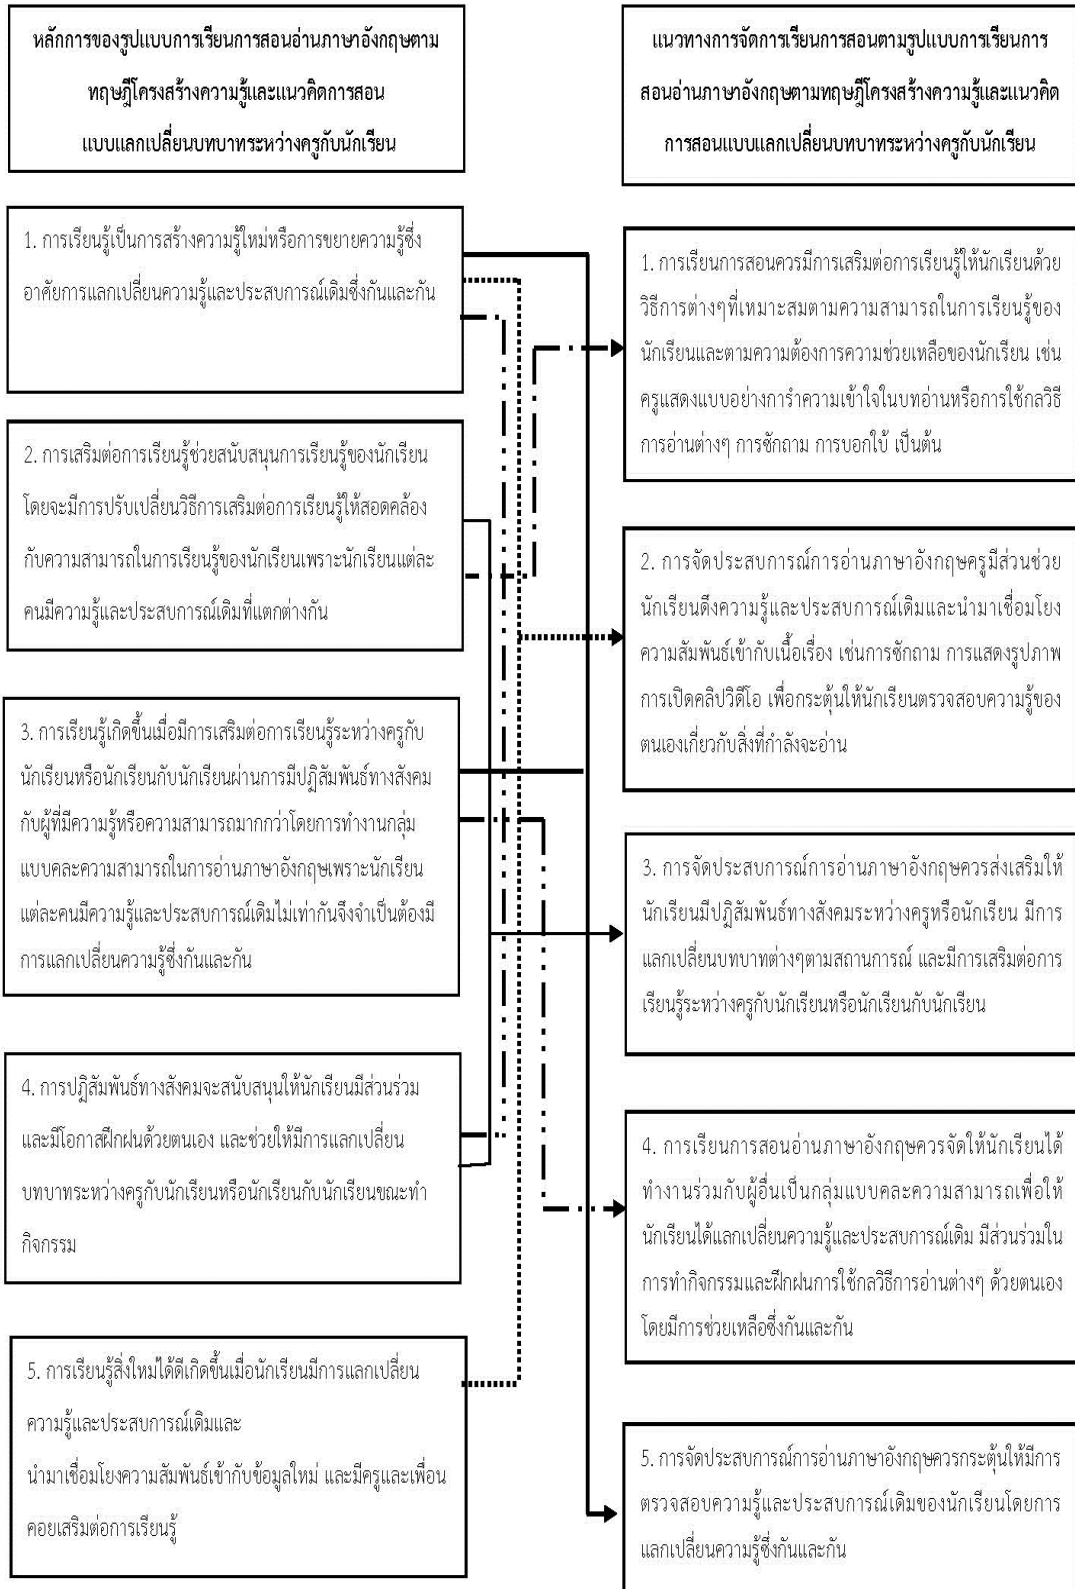 หลักการของรูปแบบการเรียนการสอนอ่านภาษาอังกฤษตาม
ทฤษฎีโครงสร้างความรู้และแนวคิดการสอน
แบบแลกเปลี่ยนบทบาทระหว่างครูกับนักเรียน
1. การเรียนรู้เป็นการสร้างความรู้ใหม่หรือการขยายความรู้ซึ่ง
อาศัยการแลกเปลี่ยนความรู้และประสบการณ์เดิมซึ่งกันและกัน
2. การเสริมต่อการเรียนรู้ช่วยสนับสนุนการเรียนรู้ของนักเรียน
โดยจะมีการปรับเปลี่ยนวิธีการเสริมต่อการเรียนรู้ให้สอดคล้อง
กับความสามารถในการเรียนรู้ของนักเรียนเพราะนักเรียนแต่ละ
คนมีความรู้และประสบการณ์เดิมที่แตกต่างกัน
3. การเรียนรู้เกิดขึ้นเมื่อมีการเสริมต่อการเรียนรู้ระหว่างครูกับ
นักเรียนหรือนักเรียนกับนักเรียนผ่านการมีปฏิสัมพันธ์ทางสังคม
กับผู้ที่มีความรู้หรือความสามารถมากกว่าโดยการทำงานกลุ่ม
แบบคละความสามารถในการอ่านภาษาอังกฤษเพราะนักเรียน
แต่ละคนมีความรู้และประสบการณ์เดิมไม่เท่ากันจึงจำเป็นต้องมี
การแลกเปลี่ยนความรู้ซึ่งกันและกัน
4. การปฏิสัมพันธ์ทางสังคมจะสนับสนุนให้นักเรียนมีส่วนร่วม
และมีโอกาสฝึกฝนด้วยตนเอง และช่วยให้มีการแลกเปลี่ยน
บทบาทระหว่างครูกับนักเรียนหรือนักเรียนกับนักเรียนขณะทำ
กิจกรรม
5. การเรียนรู้สิ่งใหม่ได้ดีเกิดขึ้นเมื่อนักเรียนมีการแลกเปลี่ยน
ความรู้และประสบการณ์เดิมและ
นำมาเชื่อมโยงความสัมพันธ์เข้ากับข้อมูลใหม่ และมีครูและเพื่อน
คอยเสริมต่อการเรียนรู้
แนวทางการจัดการเรียนการสอนตามรูปแบบการเรียนการ
สอนอ่านภาษาอังกฤษตามทฤษฎีโครงสร้างความรู้และแนวคิด
การสอนแบบแลกเปลี่ยนบทบาทระหว่างครูกับนักเรียน
1. การเรียนการสอนควรมีการเสริมต่อการเรียนรู้ให้นักเรียนด้วย
วิธีการต่างๆที่เหมาะสมตามความสามารถในการเรียนรู้ของ
นักเรียนและตามความต้องการความช่วยเหลือของนักเรียน เช่น
ครูแสดงแบบอย่างการำความเข้าใจในบทอ่านหรือการใช้กลวิธี
การอ่านต่างๆ การซักถาม การบอกใบ้ เป็นต้น
2. การจัดประสบการณ์การอ่านภาษาอังกฤษครูมีส่วนช่วย
นักเรียนดึงความรู้และประสบการณ์เดิมและนำมาเชื่อมโยง
ความสัมพันธ์เข้ากับเนื้อเรื่อง เช่นการซักถาม การแสดงรูปภาพ
การเปิดคลิปวิดีโอ เพื่อกระตุ้นให้นักเรียนตรวจสอบความรู้ของ
ตนเองเกี่ยวกับสิ่งที่กำลังจะอ่าน
3. การจัดประสบการณ์การอ่านภาษาอังกฤษควรส่งเสริมให้
นักเรียนมีปฏิสัมพันธ์ทางสังคมระหว่างครูหรือนักเรียน มีการ
แลกเปลี่ยนบทบาทต่างๆตามสถานการณ์ และมีการเสริมต่อการ
เรียนรู้ระหว่างครูกับนักเรียนหรือนักเรียนกับนักเรียน
4. การเรียนการสอนอ่านภาษาอังกฤษควรจัดให้นักเรียนได้
ทำงานร่วมกับผู้อื่นเป็นกลุ่มแบบคละความสามารถเพื่อให้
นักเรียนได้แลกเปลี่ยนความรู้และประสบการณ์เดิม มีส่วนร่วมใน
การทำกิจกรรมและฝึกฝนการใช้กลวิธีการอ่านต่างๆ ด้วยตนเอง
โดยมีการช่วยเหลือซึ่งกันและกัน
5. การจัดประสบการณ์การอ่านภาษาอังกฤษควรกระตุ้นให้มีการ
ตรวจสอบความรู้และประสบการณ์เดิมของนักเรียนโดยการ
แลกเปลี่ยนความรู้ซึ่งกันและกัน